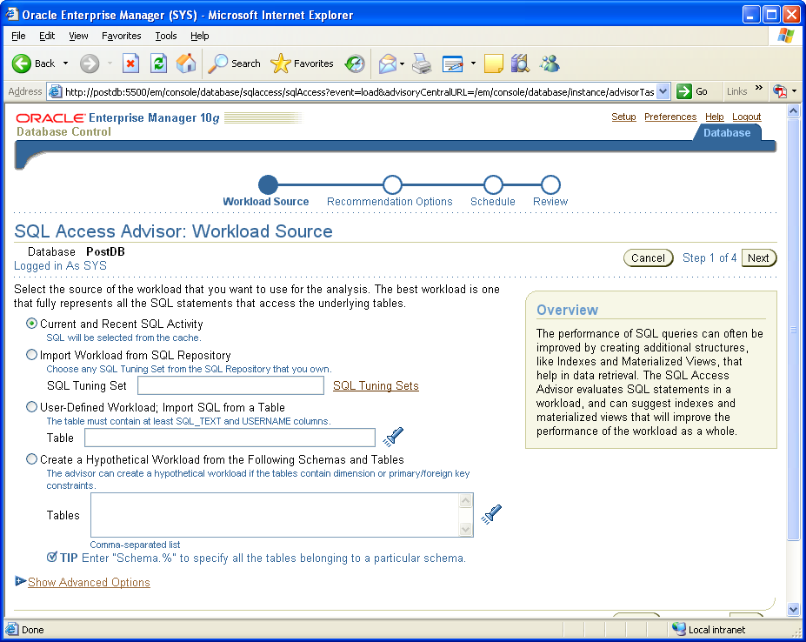 Oracle Enterprise Manager (SYS) - Microsoft Internet Explorer
File Edit View Favorites Tools Help
Back Search Favorites
Address http://postdb:5500/em/console/database/sqlaccess/sqlAccess?event=load&advisoryCentralURL=/em/console/database/instance/advisorTas Go Links »
ORACLE Enterprise Manager 10g
Database Control
Setup Preferences Help Logout
Database
Workload Source Recommendation Options Schedule Review
SQL Access Advisor: Workload Source
Database PostDB
Logged in As SYS
Cancel Step 1 of 4 Next
Select the source of the workload that you want to use for the analysis. The best workload is one
that fully represents all the SQL statements that access the underlying tables.
Current and Recent SQL Activity
SQL will be selected from the cache.
Import Workload from SQL Repository
Choose any SQL Tuning Set from the SQL Repository that you own.
SQL Tuning Set SQL Tuning Sets
User-Defined Workload; Import SQL from a Table
The table must contain at least SQL_TEXT and USERNAME columns.
Table
Create a Hypothetical Workload from the Following Schemas and Tables
The advisor can create a hypothetical workload if the tables contain dimension or primary/foreign key
constraints.
Tables
Comma-separated list
TIP Enter "Schema.%" to specify all the tables belonging to a particular schema.
Show Advanced Options
Overview
The performance of SQL queries can often be
improved by creating additional structures,
like Indexes and Materialized Views, that
help in data retrieval. The SQL Access
Advisor evaluates SQL statements in a
workload, and can suggest indexes and
materialized views that will improve the
performance of the workload as a whole.
Done Local intranet